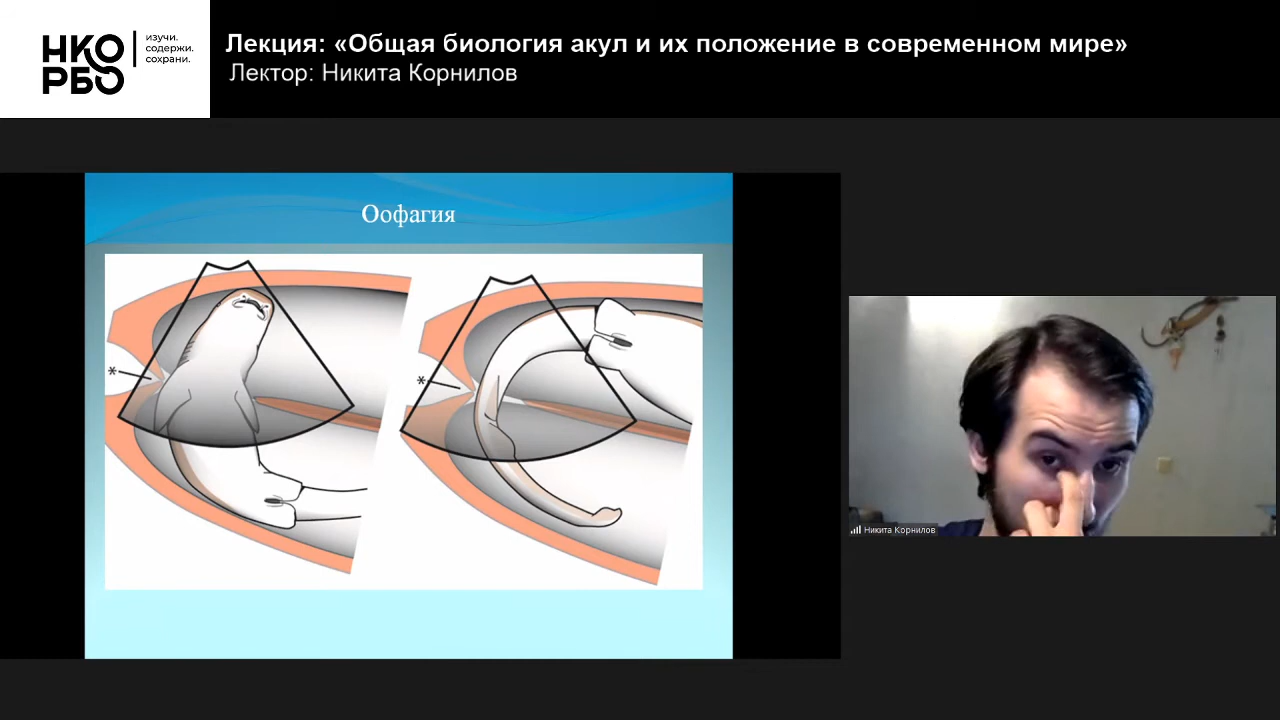 НКО
РБО
изучи.
содержи.
сохрани.
Лекция: «Общая биология акул и их положение в современном мире»
Лектор: Никита Корнилов
Оофагия
*
*
Никита Корнилов